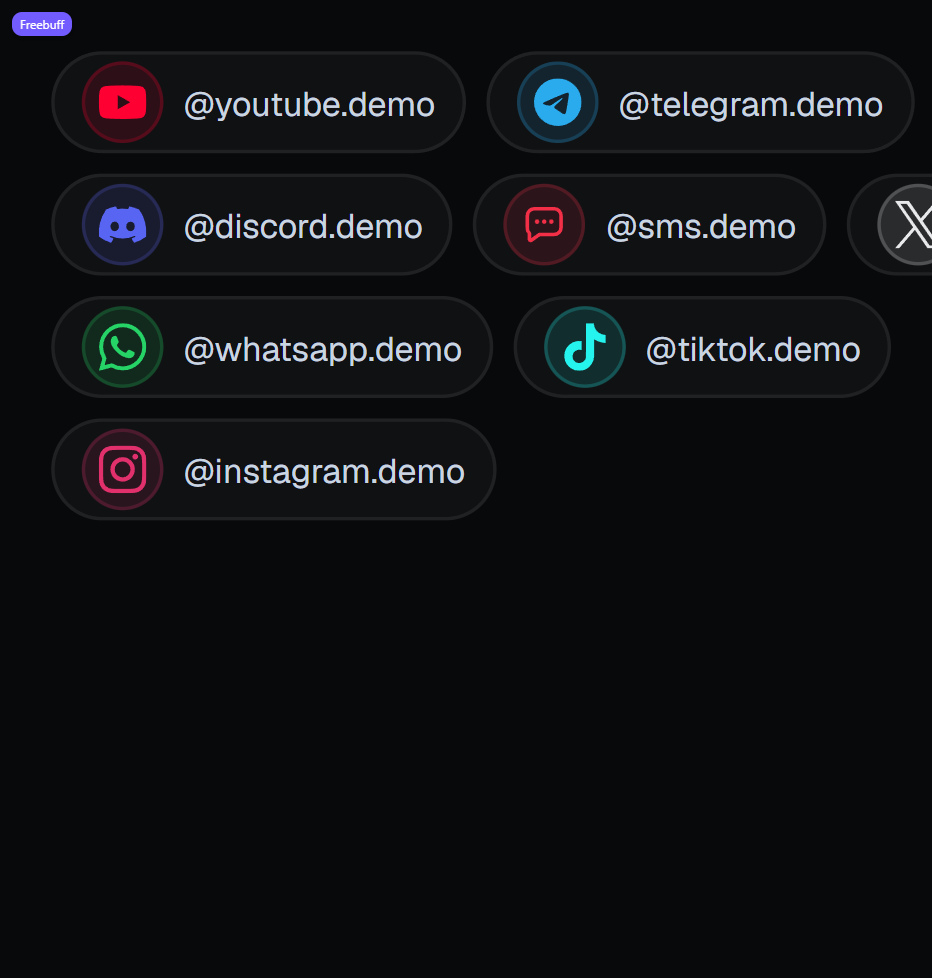 Freebuff
@youtube.demo @telegram.demo
@discord.demo @sms.demo
@whatsapp.demo @tiktok.demo
@instagram.demo